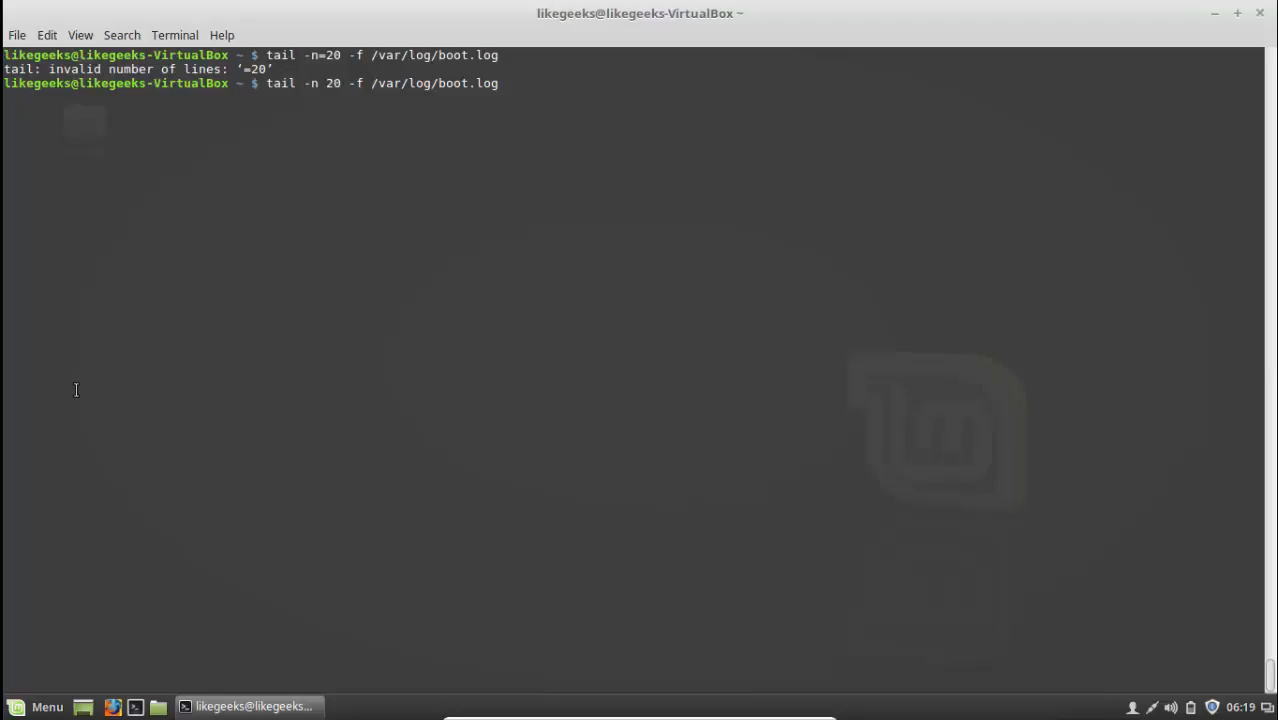 likegeeks@likegeeks-VirtualBox ~
File Edit View Search Terminal Help
likegeeks@likegeeks-VirtualBox ~ $ tail -n=20 -f /var/log/boot.log
tail: invalid number of lines: ‘=20’
likegeeks@likegeeks-VirtualBox ~ $ tail -n 20 -f /var/log/boot.log
Menu likegeeks@likegeeks... 06:19